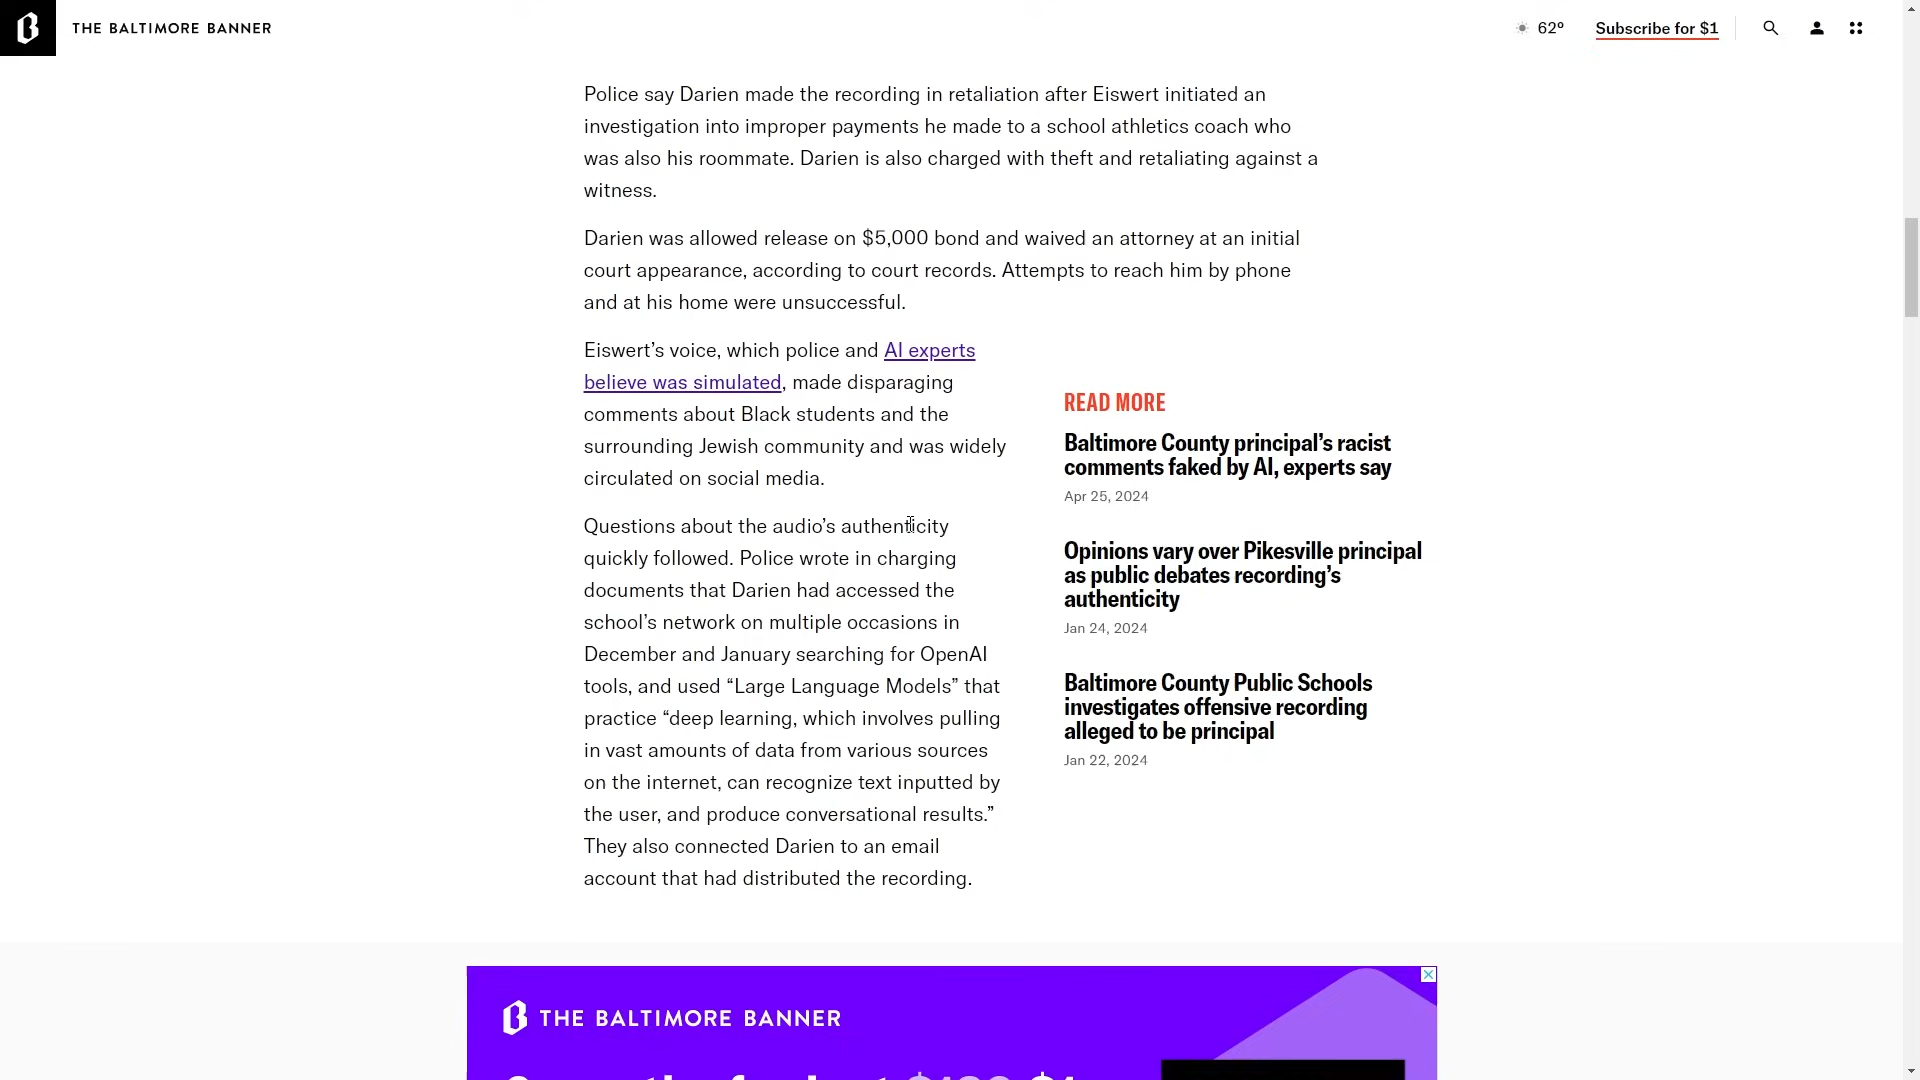 THE BALTIMORE BANNER
62°
Subscribe for $1
Police say Darien made the recording in retaliation after Eiswert initiated an
investigation into improper payments he made to a school athletics coach who
was also his roommate. Darien is also charged with theft and retaliating against a
witness.
Darien was allowed release on $5,000 bond and waived an attorney at an initial
court appearance, according to court records. Attempts to reach him by phone
and at his home were unsuccessful.
Eiswert’s voice, which police and AI experts
believe was simulated, made disparaging
comments about Black students and the
surrounding Jewish community and was widely
circulated on social media.
Questions about the audio’s authenticity
quickly followed. Police wrote in charging
documents that Darien had accessed the
school’s network on multiple occasions in
December and January searching for OpenAI
tools, and used “Large Language Models” that
practice “deep learning, which involves pulling
in vast amounts of data from various sources
on the internet, can recognize text inputted by
the user, and produce conversational results.”
They also connected Darien to an email
account that had distributed the recording.
READ MORE
Baltimore County principal’s racist
comments faked by AI, experts say
Apr 25, 2024
Opinions vary over Pikesville principal
as public debates recording’s
authenticity
Jan 24, 2024
Baltimore County Public Schools
investigates offensive recording
alleged to be principal
Jan 22, 2024
THE BALTIMORE BANNER